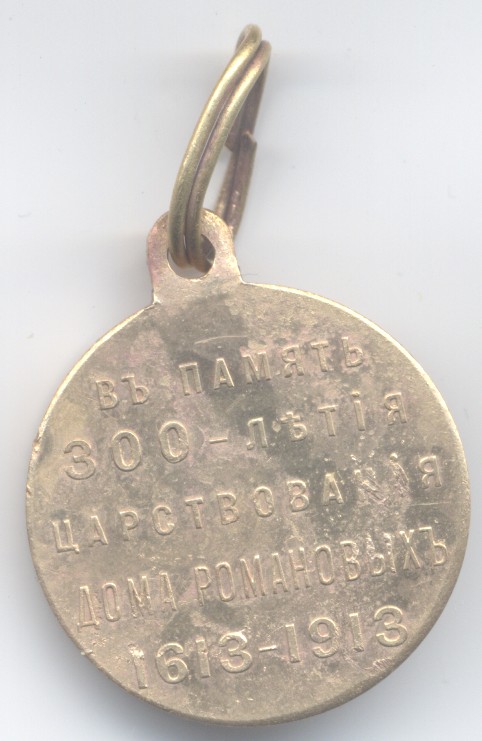 ВЪ ПАМЯТЬ
300-ЛѢТІЯ
ЦАРСТВОВАНІЯ
ДОМА РОМАНОВЫХЪ
1613-1913